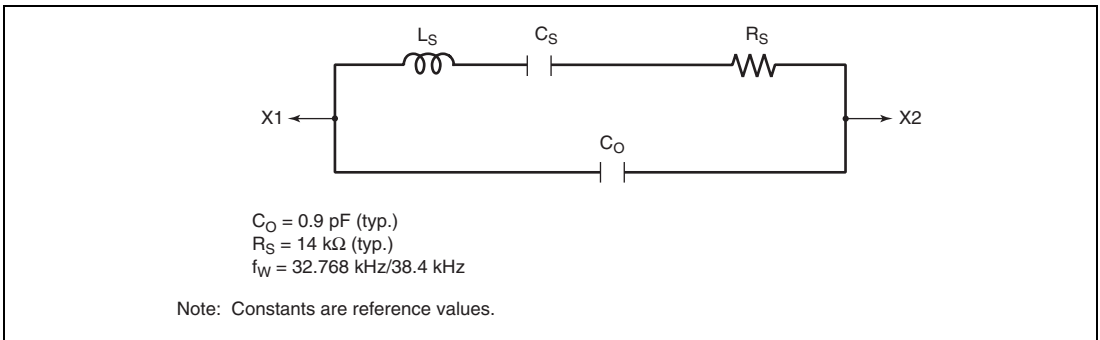 LS CS RS
X1 X2
CO
CO = 0.9 pF (typ.)
RS = 14 kΩ (typ.)
fW = 32.768 kHz/38.4 kHz
Note: Constants are reference values.